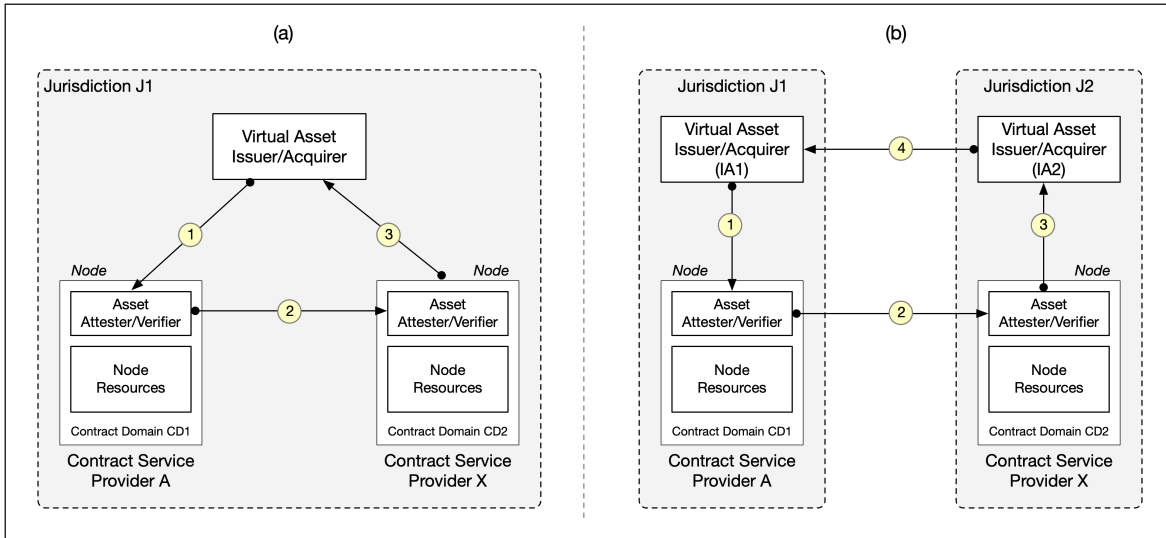 (a)
Jurisdiction J1
Virtual Asset
Issuer/Acquirer
1
3
Node
Node
Asset
Attester/Verifier
2
Asset
Attester/Verifier
Node
Resources
Node
Resources
Contract Domain CD1
Contract Domain CD2
Contract Service
Provider A
Contract Service
Provider X
(b)
Jurisdiction J1
Jurisdiction J2
Virtual Asset
Issuer/Acquirer
(IA1)
4
Virtual Asset
Issuer/Acquirer
(IA2)
1
3
Node
Node
Asset
Attester/Verifier
2
Asset
Attester/Verifier
Node
Resources
Node
Resources
Contract Domain CD1
Contract Domain CD2
Contract Service
Provider A
Contract Service
Provider X